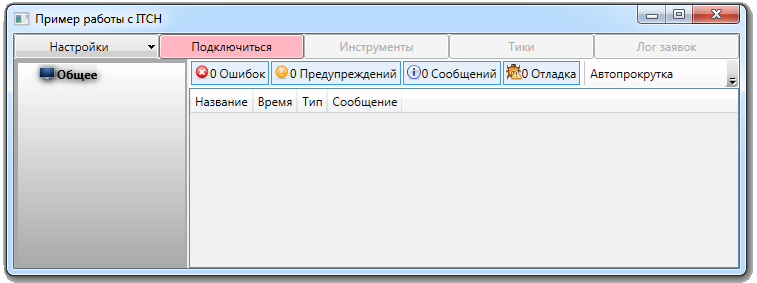 Пример работы с ITCH
Настройки Подключиться Инструменты Тики Лог заявок
Общее 0 Ошибок 0 Предупреждений 0 Сообщений 0 Отладка Автопрокрутка
Название Время Тип Сообщение